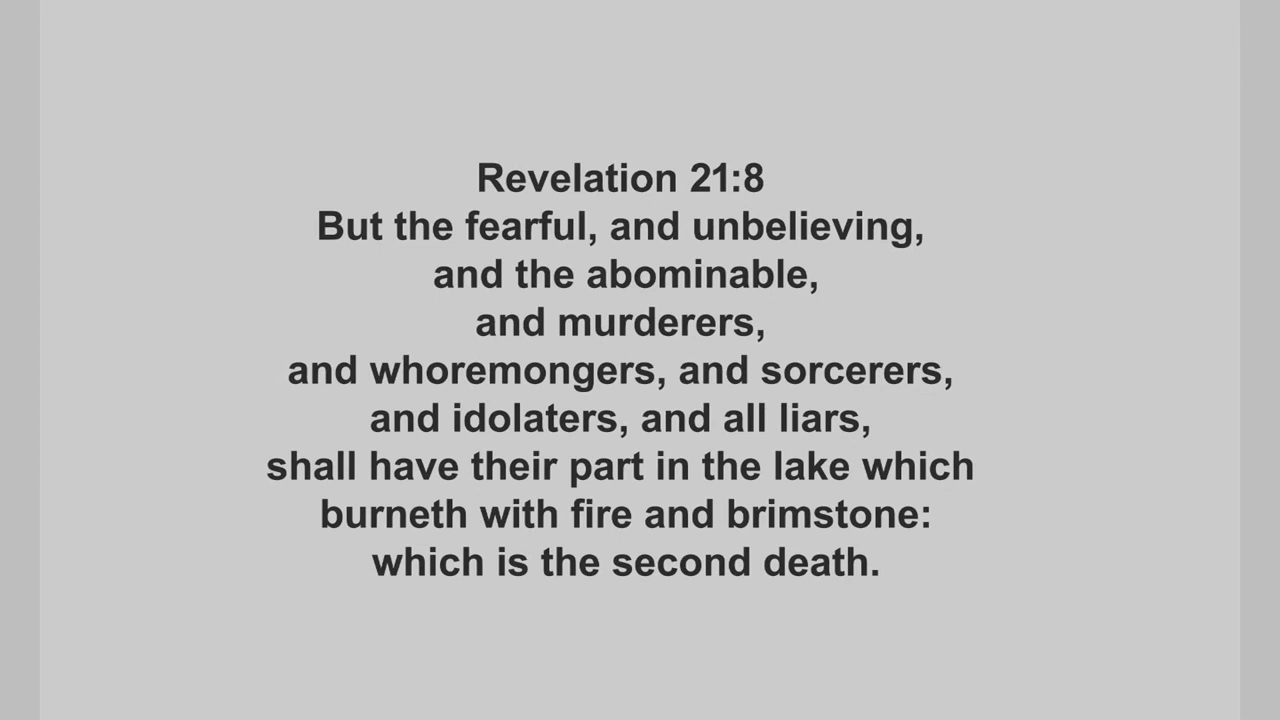 Revelation 21:8
But the fearful, and unbelieving,
and the abominable,
and murderers,
and whoremongers, and sorcerers,
and idolaters, and all liars,
shall have their part in the lake which
burneth with fire and brimstone:
which is the second death.